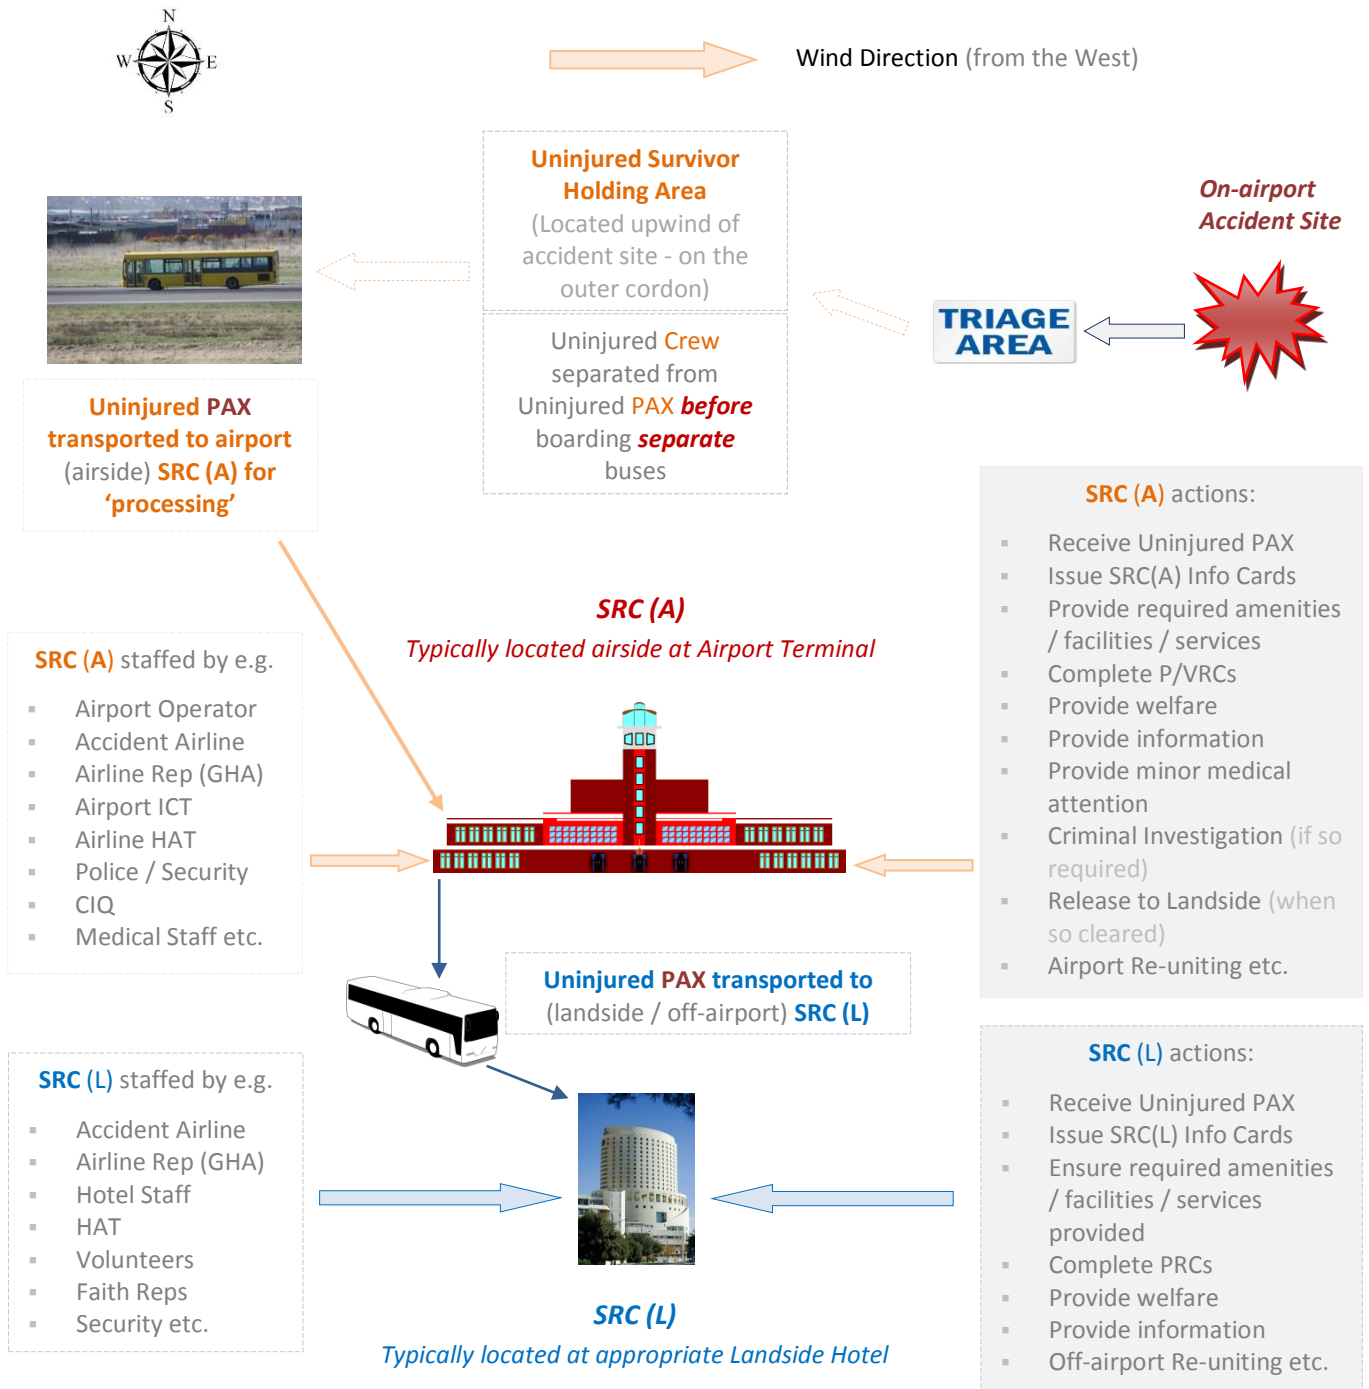 N
W
E
S
Wind Direction (from the West)
Uninjured Survivor
Holding Area
(Located upwind of
accident site - on the
outer cordon)
Uninjured Crew
separated from
Uninjured PAX before
boarding separate
buses
On-airport
Accident Site
TRIAGE
AREA
Uninjured PAX
transported to airport
(airside) SRC (A) for
‘processing’
SRC (A)
Typically located airside at Airport Terminal
SRC (A) staffed by e.g.
▪ Airport Operator
▪ Accident Airline
▪ Airline Rep (GHA)
▪ Airport ICT
▪ Airline HAT
▪ Police / Security
▪ CIQ
▪ Medical Staff etc.
SRC (A) actions:
▪ Receive Uninjured PAX
▪ Issue SRC(A) Info Cards
▪ Provide required amenities
/ facilities / services
▪ Complete P/VRCs
▪ Provide welfare
▪ Provide information
▪ Provide minor medical
attention
▪ Criminal Investigation (if so
required)
▪ Release to Landside (when
so cleared)
▪ Airport Re-uniting etc.
Uninjured PAX transported to
(landside / off-airport) SRC (L)
SRC (L) staffed by e.g.
▪ Accident Airline
▪ Airline Rep (GHA)
▪ Hotel Staff
▪ HAT
▪ Volunteers
▪ Faith Reps
▪ Security etc.
SRC (L) actions:
▪ Receive Uninjured PAX
▪ Issue SRC(L) Info Cards
▪ Ensure required amenities
/ facilities / services
provided
▪ Complete PRCs
▪ Provide welfare
▪ Provide information
▪ Off-airport Re-uniting etc.
SRC (L)
Typically located at appropriate Landside Hotel